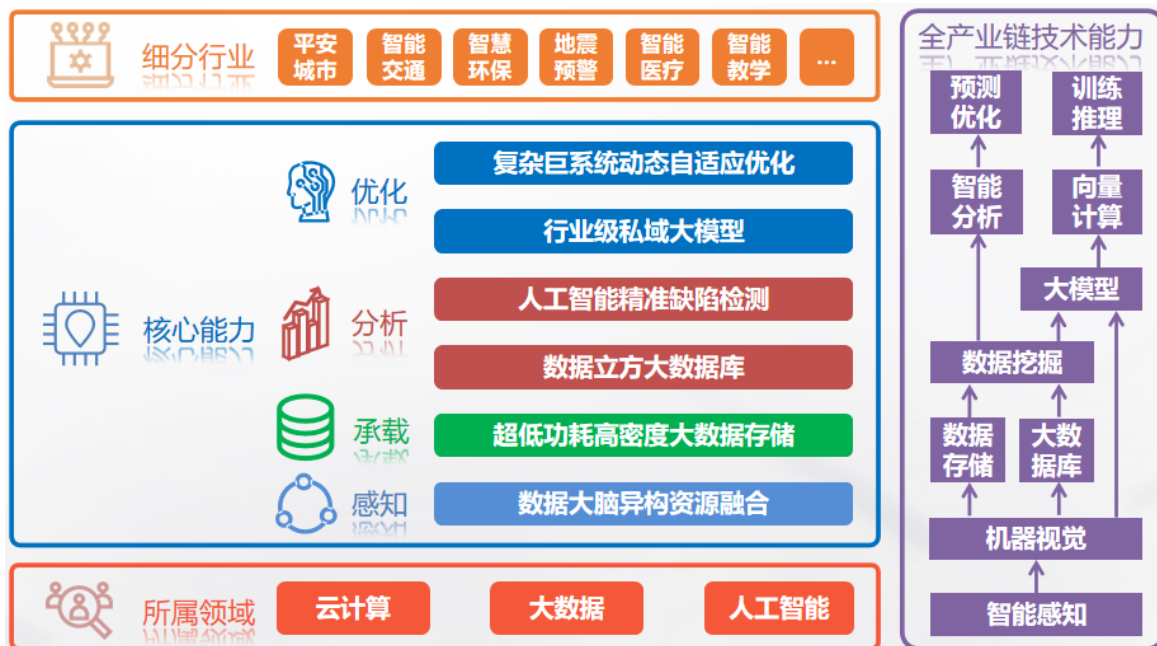 细分行业
平安
城市
智能
交通
智慧
环保
地震
预警
智能
医疗
智能
教学
...
核心能力
优化
复杂巨系统动态自适应优化
行业级私域大模型
分析
人工智能精准缺陷检测
数据立方大数据库
承载
超低功耗高密度大数据存储
感知
数据大脑异构资源融合
所属领域
云计算
大数据
人工智能
全产业链技术能力
预测
优化
训练
推理
智能
分析
向量
计算
大模型
数据挖掘
数据
存储
大数
据库
机器视觉
智能感知